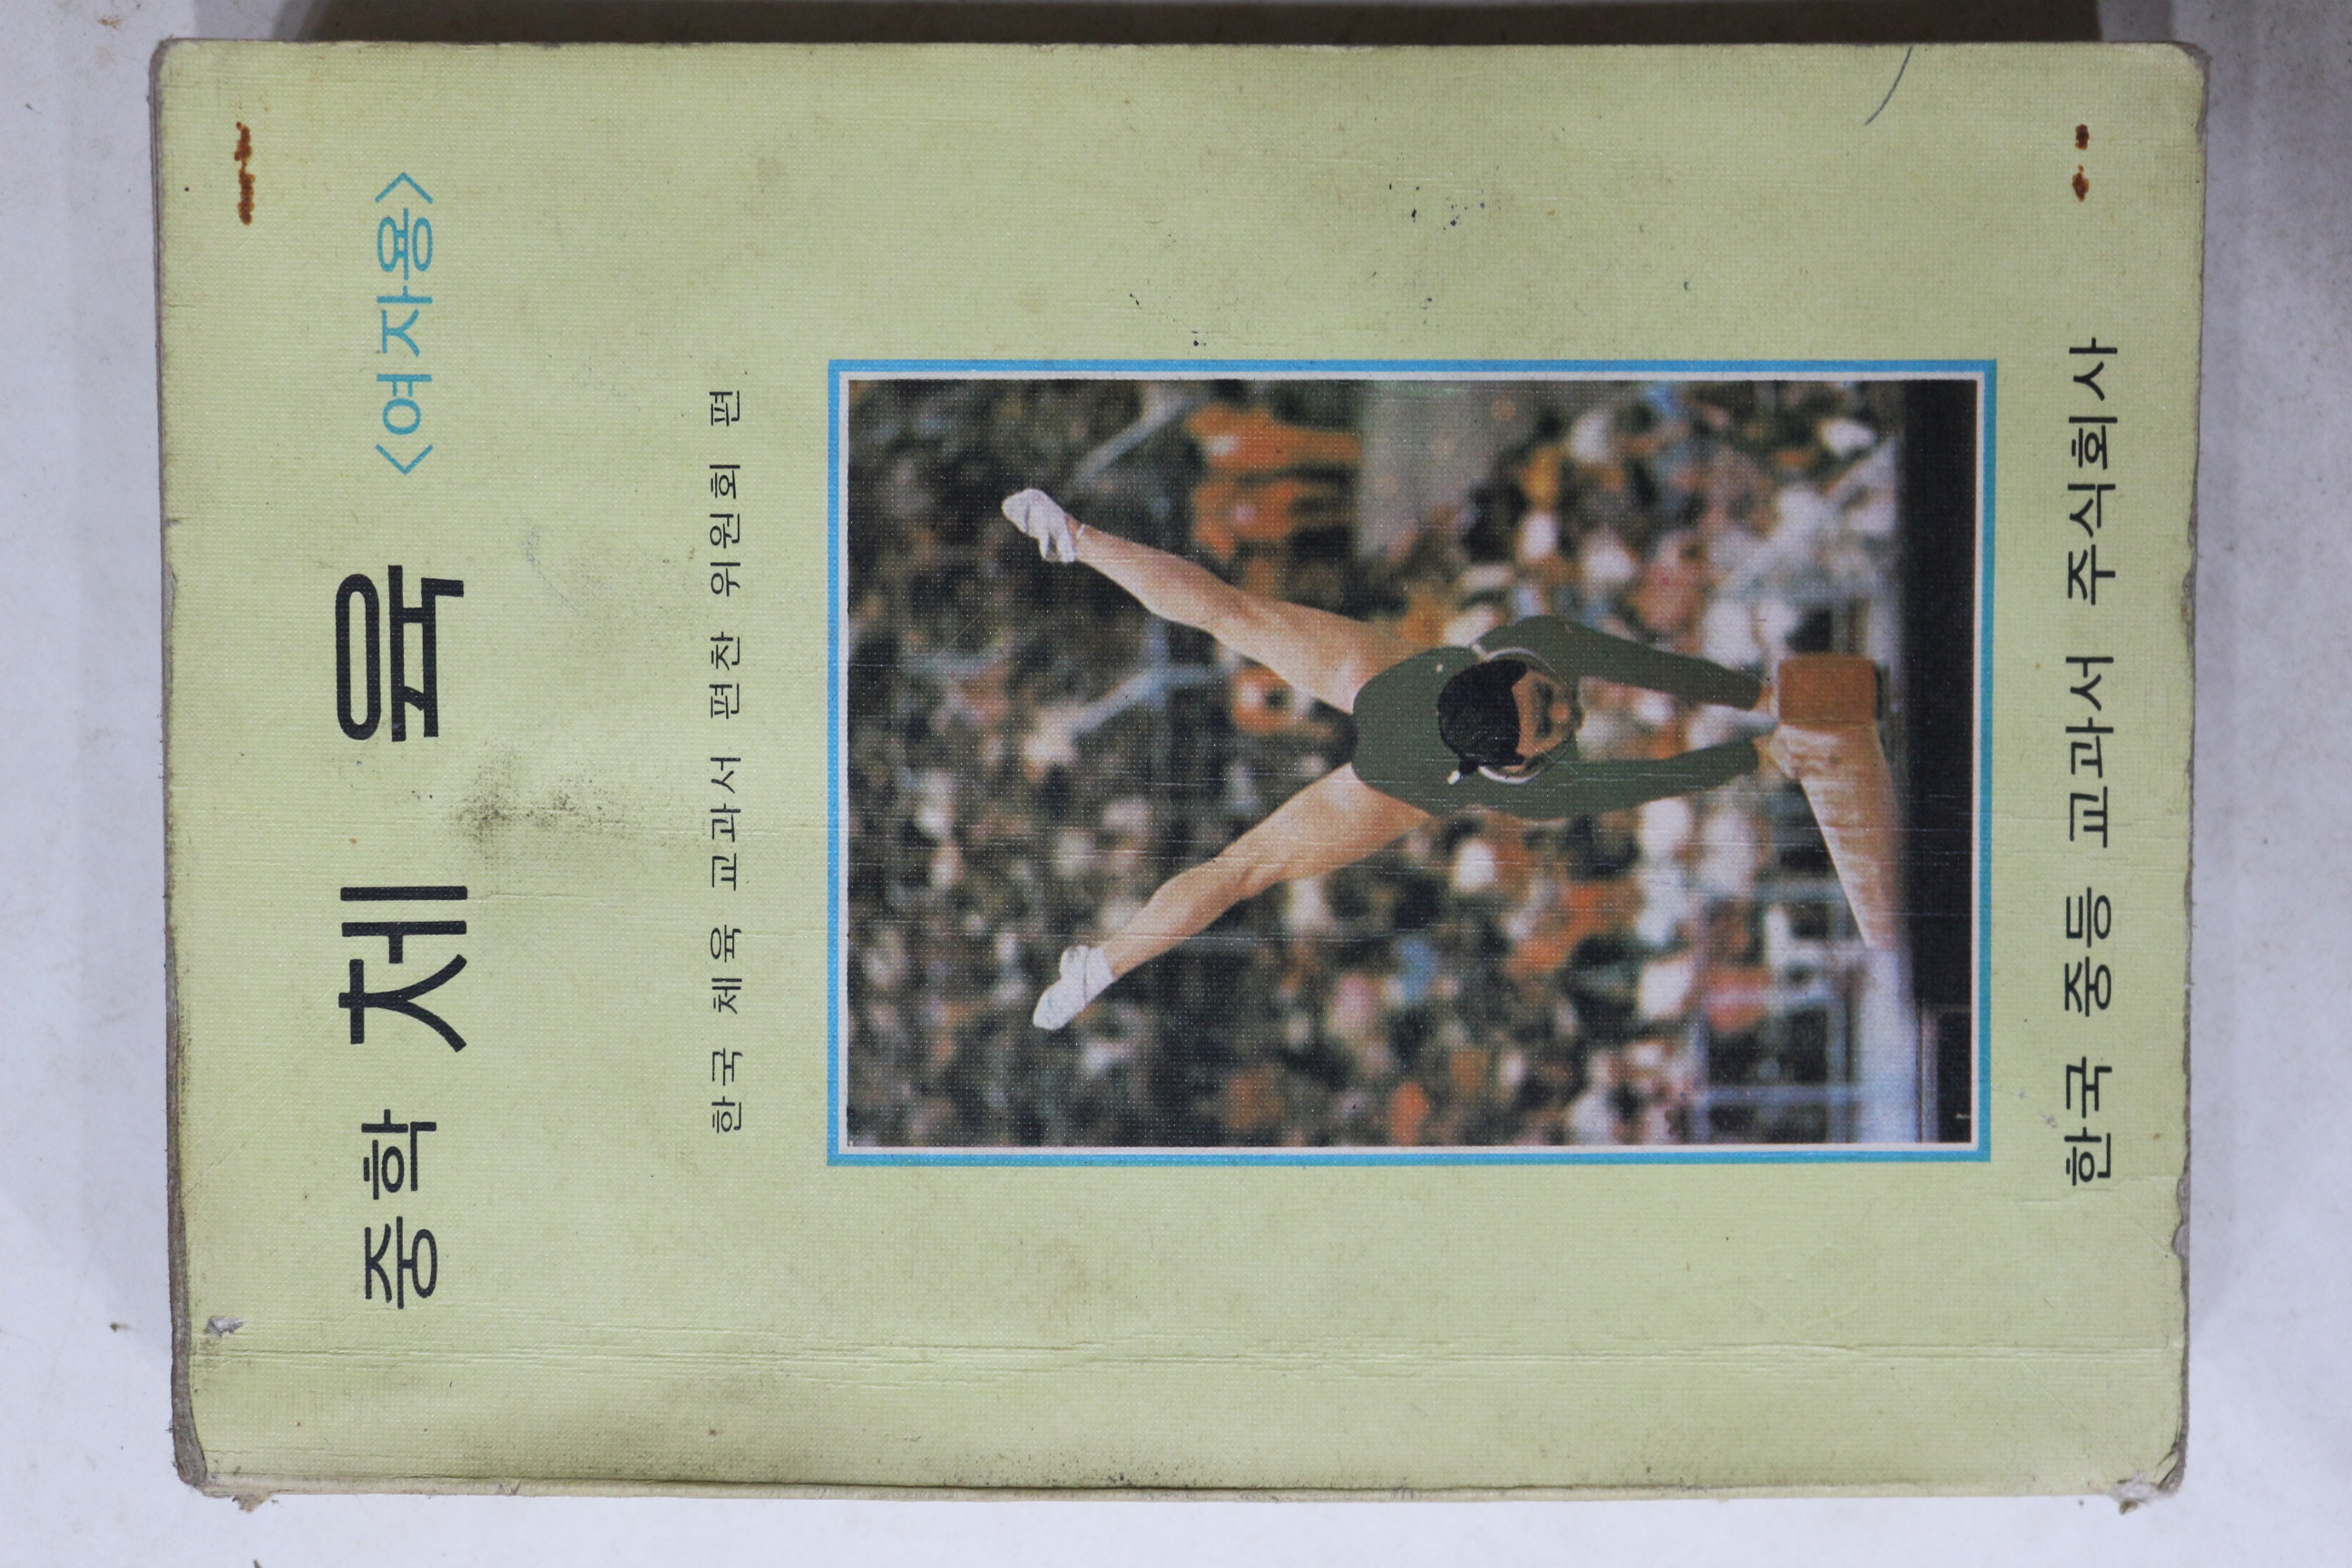 중학 체 육 <여자용>
한국 체육 교과서 편찬 위원회 편
한국 중등 교과서 주식회사